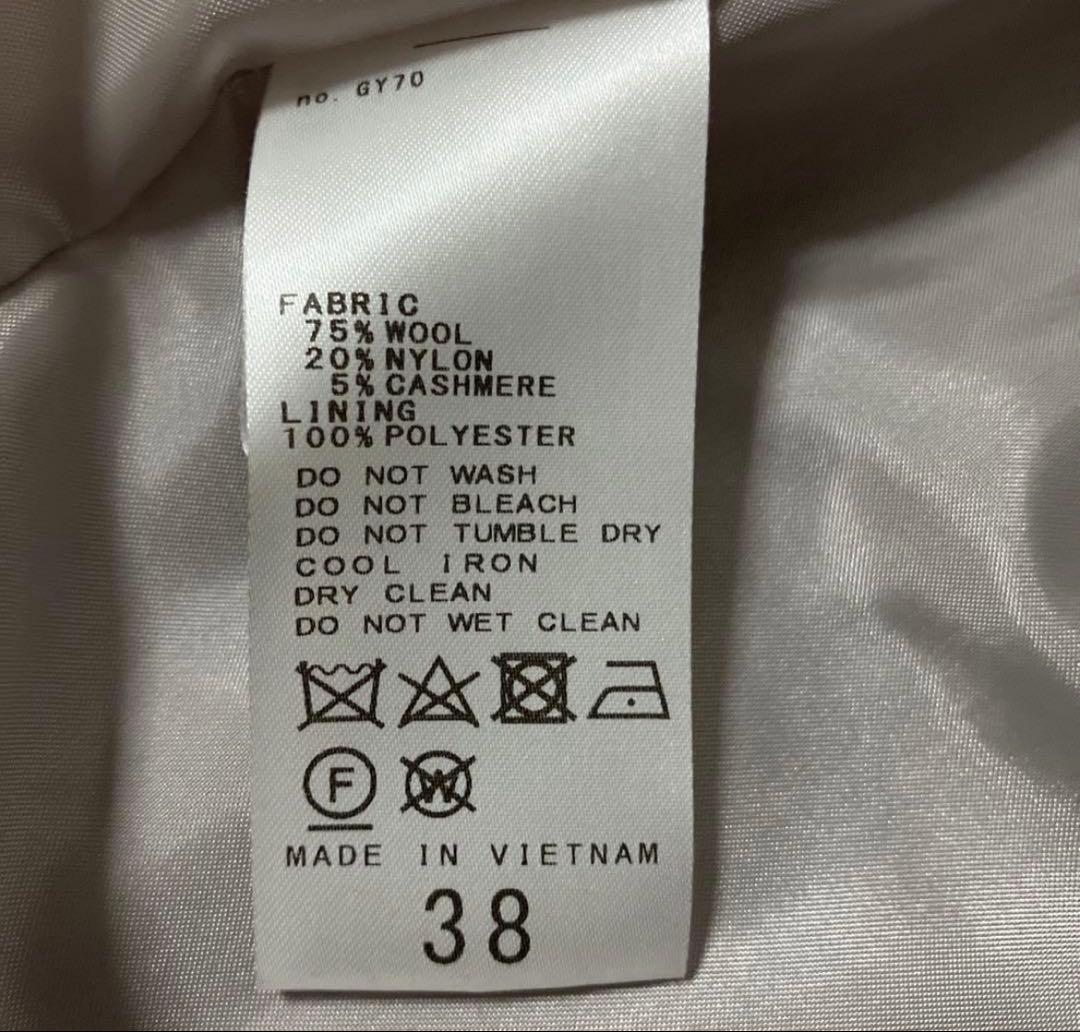 no. GY70
FABRIC
75% WOOL
20% NYLON
5% CASHMERE
LINING
100% POLYESTER
DO NOT WASH
DO NOT BLEACH
DO NOT TUMBLE DRY
COOL IRON
DRY CLEAN
DO NOT WET CLEAN
F W
MADE IN VIETNAM
38